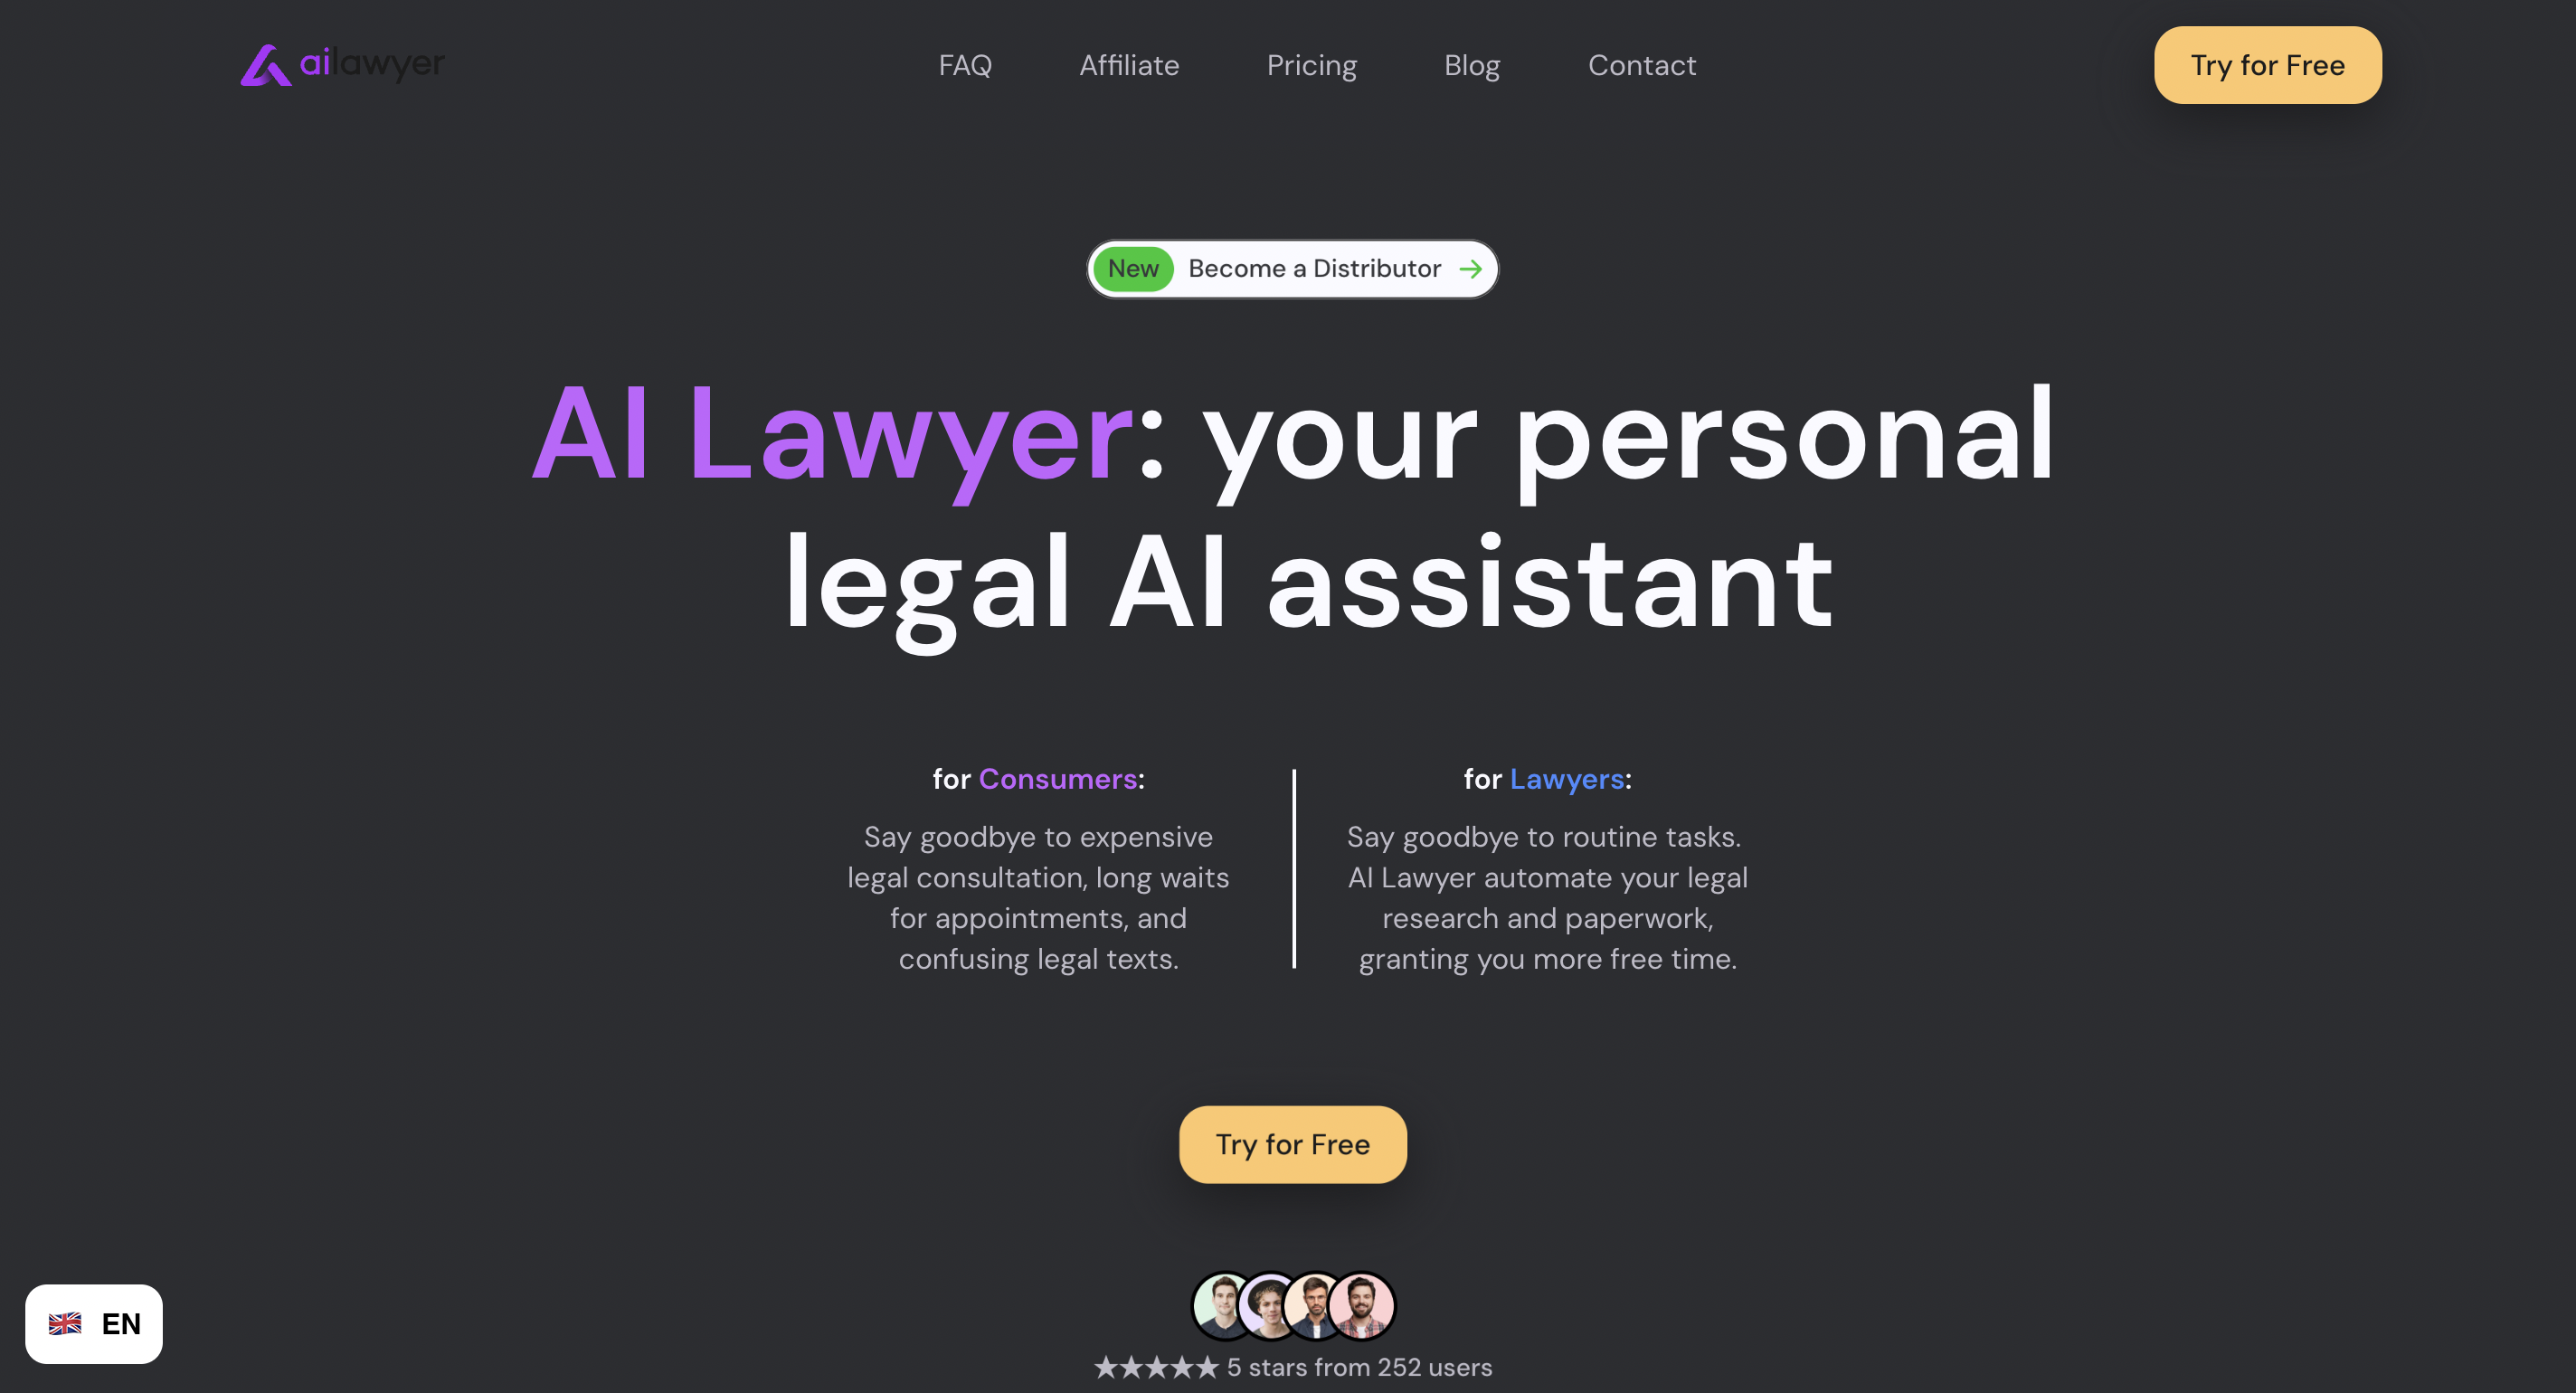 ailawyer
FAQ
Affiliate
Pricing
Blog
Contact
Try for Free
New Become a Distributor →
AI Lawyer: your personal
legal AI assistant
for Consumers:
Say goodbye to expensive
legal consultation, long waits
for appointments, and
confusing legal texts.
for Lawyers:
Say goodbye to routine tasks.
AI Lawyer automate your legal
research and paperwork,
granting you more free time.
Try for Free
★★★★★ 5 stars from 252 users
EN